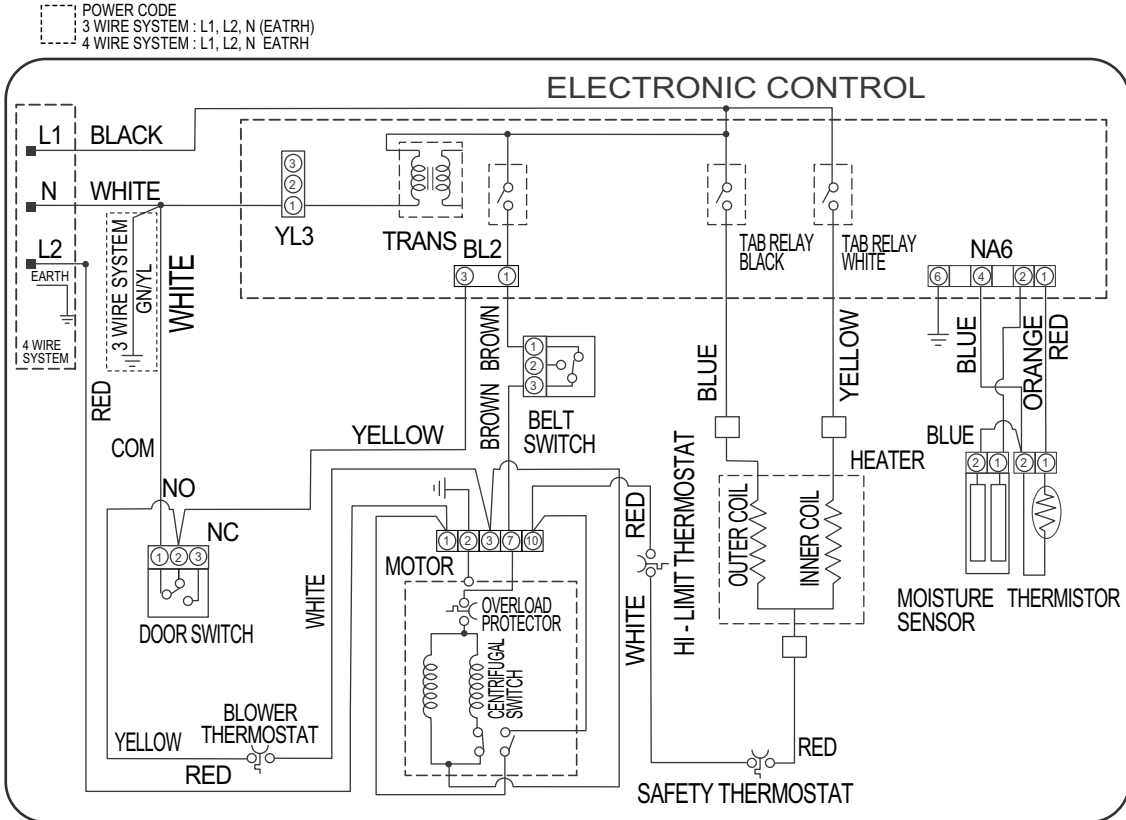 POWER CODE
3 WIRE SYSTEM : L1, L2, N (EATRH)
4 WIRE SYSTEM : L1, L2, N EATRH
ELECTRONIC CONTROL
L1 BLACK
N WHITE
L2
EARTH
4 WIRE
SYSTEM
3 WIRE SYSTEM
GN/YL
WHITE
3
2
1
YL3
TRANS
BL2
3 1
TAB RELAY
BLACK
TAB RELAY
WHITE
NA6
6 4 2 1
RED
BROWN
BROWN
1
2
3
BELT
SWITCH
BLUE
YELLOW
BLUE
ORANGE
RED
COM
YELLOW
NO
NC
1 2 3
DOOR SWITCH
MOTOR
1 2 3 7 10
OVERLOAD
PROTECTOR
CENTRIFUGAL
SWITCH
WHITE
RED
WHITE
HI - LIMIT THERMOSTAT
HEATER
OUTER COIL
INNER COIL
BLUE
2 1 2 1
MOISTURE
SENSOR
THERMISTOR
BLOWER
THERMOSTAT
YELLOW
RED
RED
SAFETY THERMOSTAT